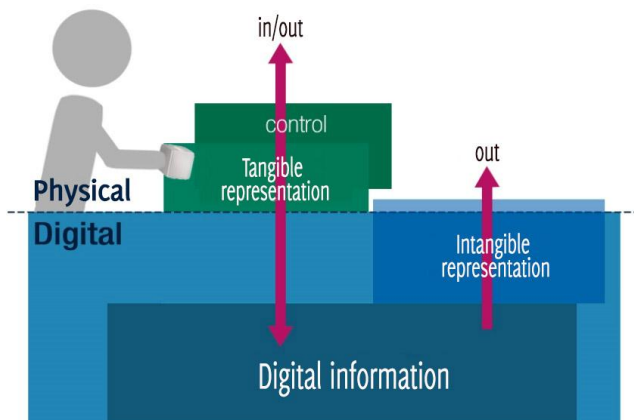 in/out
control
out
Tangible
representation
Physical
Digital
Intangible
representation
Digital information